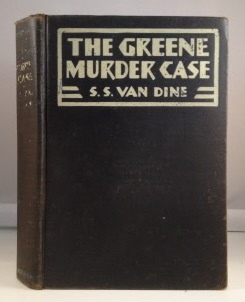 THE GREENE
MURDER CASE
S. S. VAN DINE